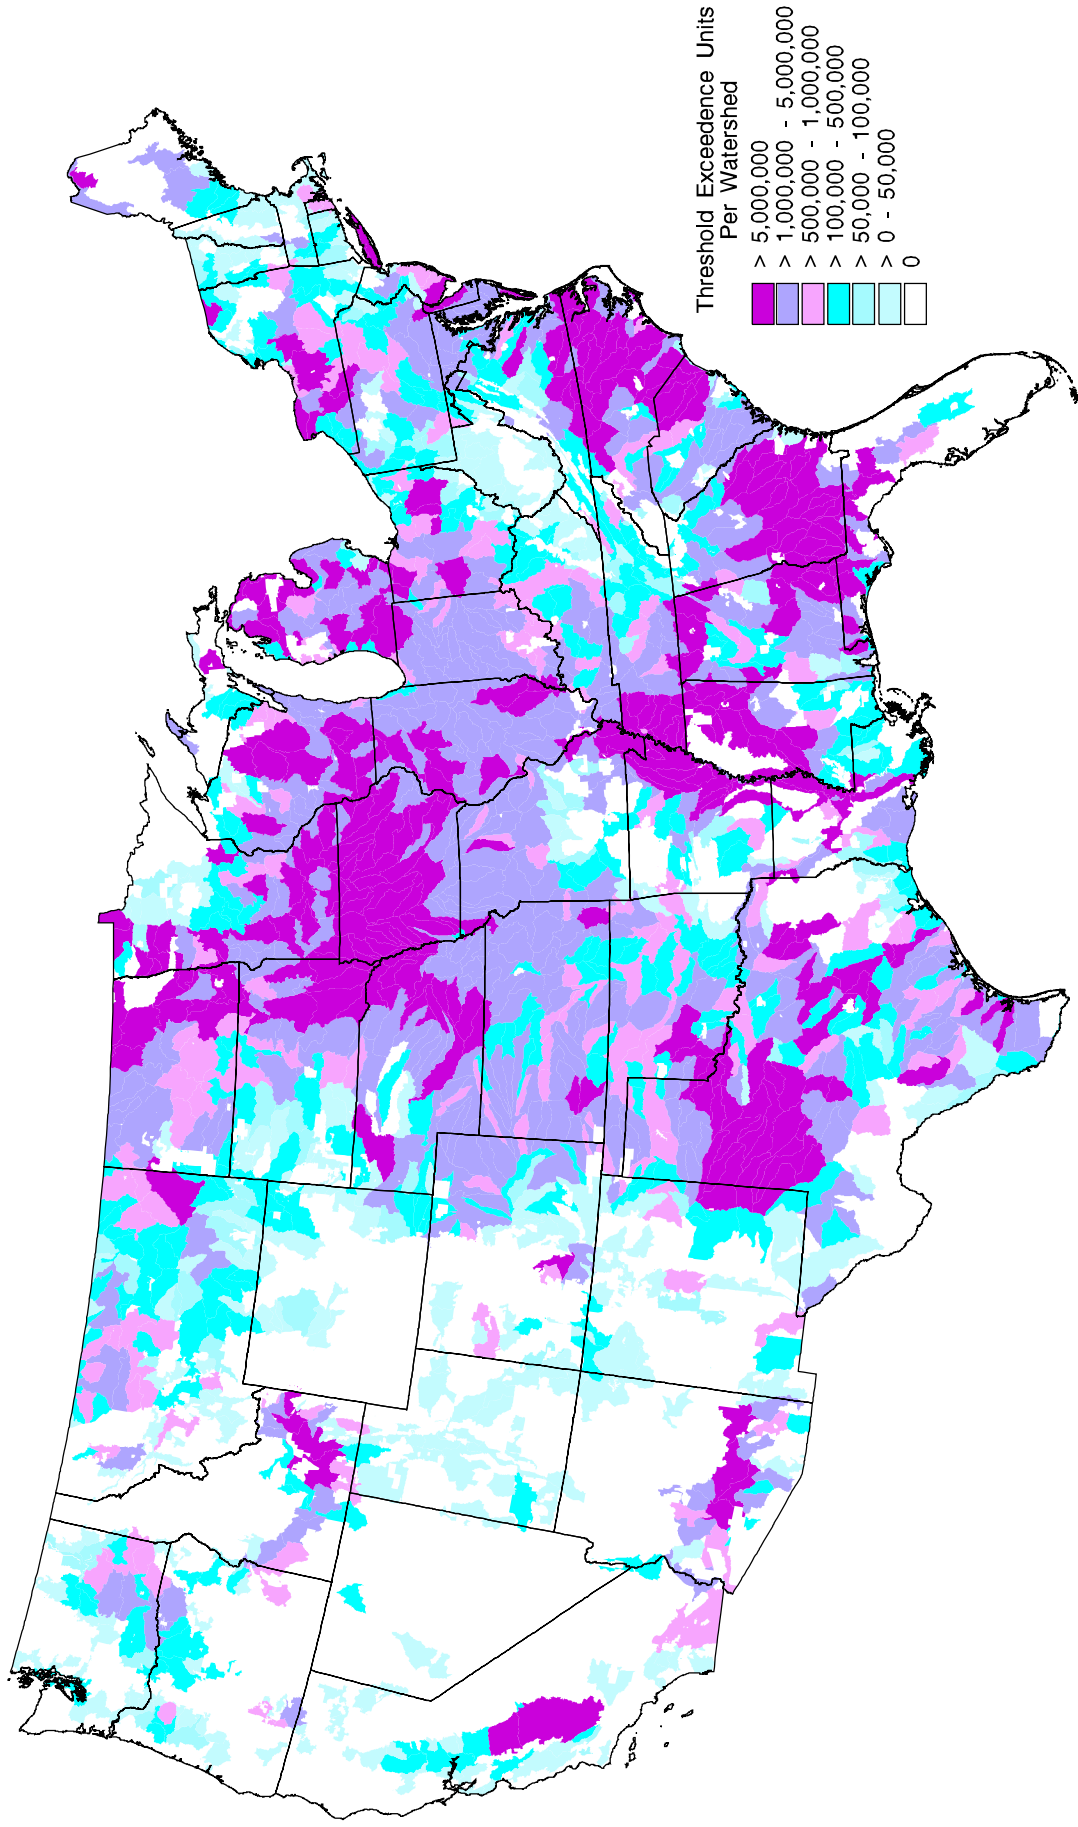 Threshold Exceedence Units
Per Watershed
> 5,000,000
> 1,000,000 - 5,000,000
> 500,000 - 1,000,000
> 100,000 - 500,000
> 50,000 - 100,000
> 0 - 50,000
0